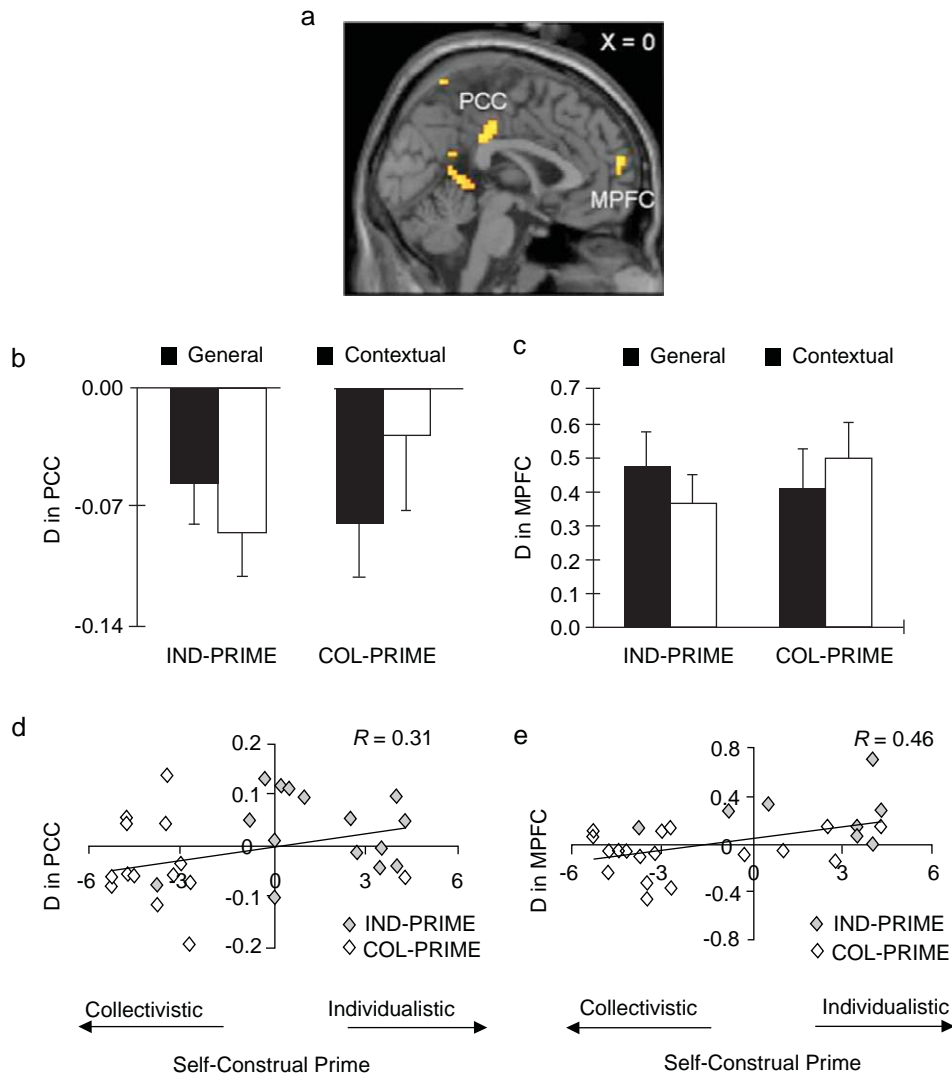 a
X = 0
PCC
MPFC
b
General
Contextual
0.00
-0.07
-0.14
D in PCC
IND-PRIME
COL-PRIME
c
General
Contextual
0.7
0.6
0.5
0.4
0.3
0.2
0.1
0.0
D in MPFC
IND-PRIME
COL-PRIME
d
R = 0.31
0.2
0.1
0
-0.1
-0.2
-6
-3
0
3
6
D in PCC
IND-PRIME
COL-PRIME
Collectivistic
Individualistic
Self-Construal Prime
e
R = 0.46
0.8
0.4
0
-0.4
-0.8
-6
-3
0
3
6
D in MPFC
IND-PRIME
COL-PRIME
Collectivistic
Individualistic
Self-Construal Prime